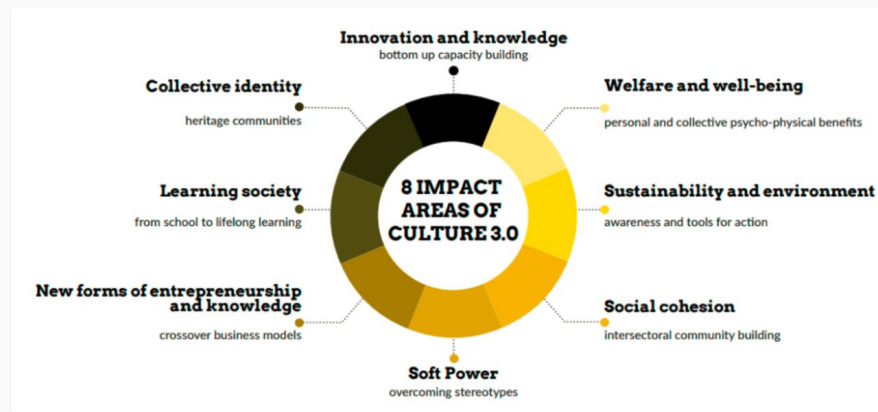 Innovation and knowledge
bottom up capacity building
Collective identity
heritage communities
Welfare and well-being
personal and collective psycho-physical benefits
Learning society
from school to lifelong learning
8 IMPACT
AREAS OF
CULTURE 3.0
Sustainability and environment
awareness and tools for action
New forms of entrepreneurship
and knowledge
crossover business models
Social cohesion
intersectoral community building
Soft Power
overcoming stereotypes